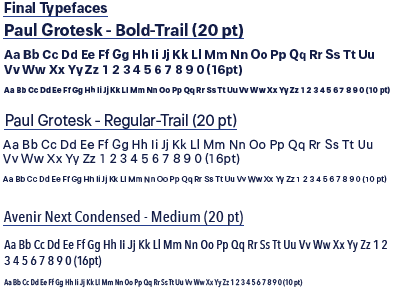 Final Typefaces
Paul Grotesk - Bold-Trail (20 pt)
Aa Bb Cc Dd Ee Ff Gg Hh Ii Jj Kk Ll Mm Nn Oo Pp Qq Rr Ss Tt Uu
Vv Ww Xx Yy Zz 1 2 3 4 5 6 7 8 9 0 (16pt)
Aa Bb Cc Dd Ee Ff Gg Hh Ii Jj Kk Ll Mm Nn Oo Pp Qq Rr Ss Tt Uu Vv Ww Xx Yy Zz 1 2 3 4 5 6 7 8 9 0 (10 pt)
Paul Grotesk - Regular-Trail (20 pt)
Aa Bb Cc Dd Ee Ff Gg Hh Ii Jj Kk Ll Mm Nn Oo Pp Qq Rr Ss Tt Uu
Vv Ww Xx Yy Zz 1 2 3 4 5 6 7 8 9 0 (16pt)
Aa Bb Cc Dd Ee Ff Gg Hh Ii Jj Kk Ll Mm Nn Oo Pp Qq Rr Ss Tt Uu Vv Ww Xx Yy Zz 1 2 3 4 5 6 7 8 9 0 (10 pt)
Avenir Next Condensed - Medium (20 pt)
Aa Bb Cc Dd Ee Ff Gg Hh Ii Jj Kk Ll Mm Nn Oo Pp Qq Rr Ss Tt Uu Vv Ww Xx Yy Zz 1 2
3 4 5 6 7 8 9 0 (16pt)
Aa Bb Cc Dd Ee Ff Gg Hh Ii Jj Kk Ll Mm Nn Oo Pp Qq Rr Ss Tt Uu Vv Ww Xx Yy Zz 1 2 3 4 5 6 7 8 9 0 (10 pt)